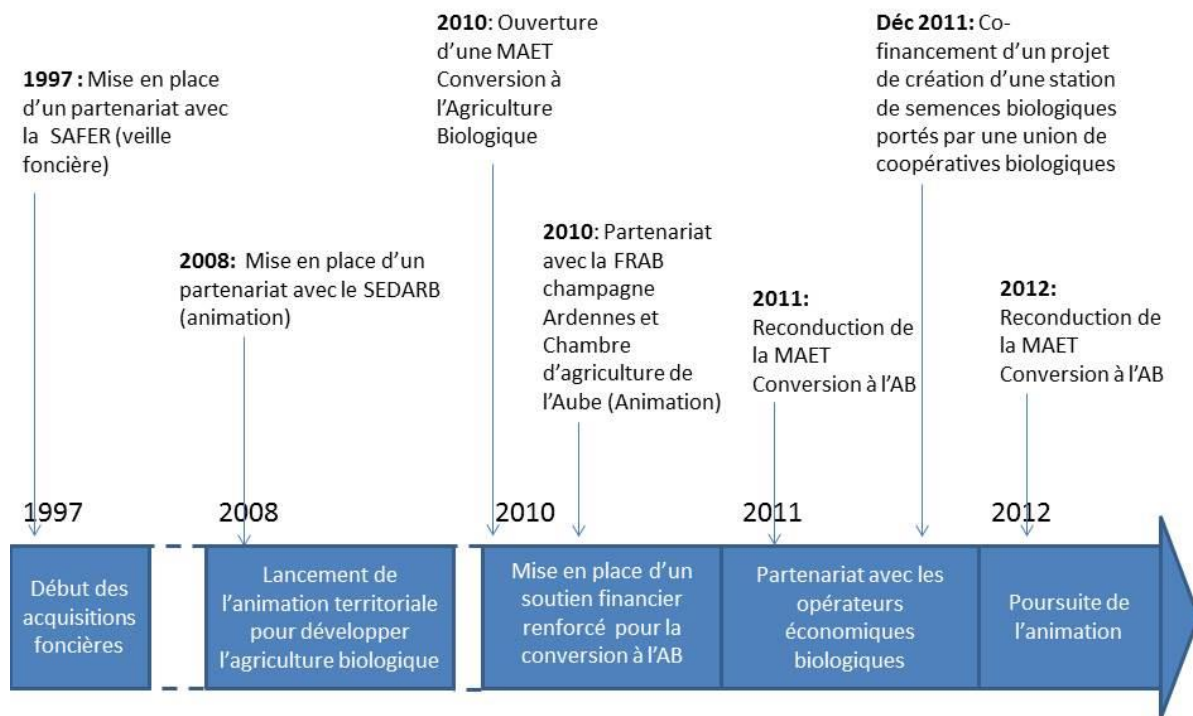 1997 : Mise en place
d'un partenariat avec
la SAFER (veille
foncière)
2008: Mise en place d'un
partenariat avec le SEDARB
(animation)
2010: Ouverture
d'une MAET
Conversion à
l'Agriculture
Biologique
2010: Partenariat
avec la FRAB
champagne
Ardennes et
Chambre
d'agriculture de
l'Aube (Animation)
2011:
Reconduction de
la MAET
Conversion à l'AB
Déc 2011: Co-
financement d'un projet
de création d'une station
de semences biologiques
portés par une union de
coopératives biologiques
2012:
Reconduction de
la MAET
Conversion à l'AB
1997
2008
2010
2011
2012
Début des
acquisitions
foncières
Lancement de
l'animation territoriale
pour développer
l'agriculture biologique
Mise en place d'un
soutien financier
renforcé pour la
conversion à l'AB
Partenariat avec les
opérateurs
économiques
biologiques
Poursuite de
l'animation